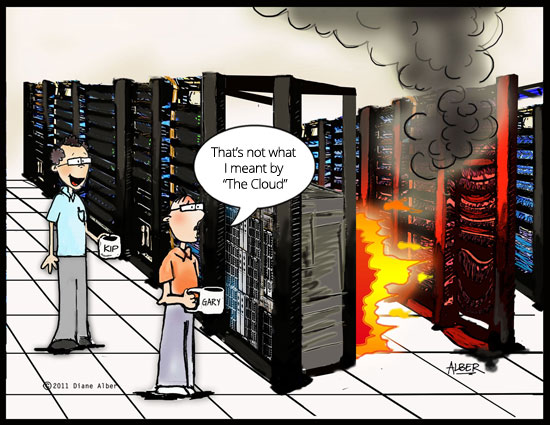 That's not what
I meant by
"The Cloud"
KIP
GARY
ALBER
©2011 Diane Alber